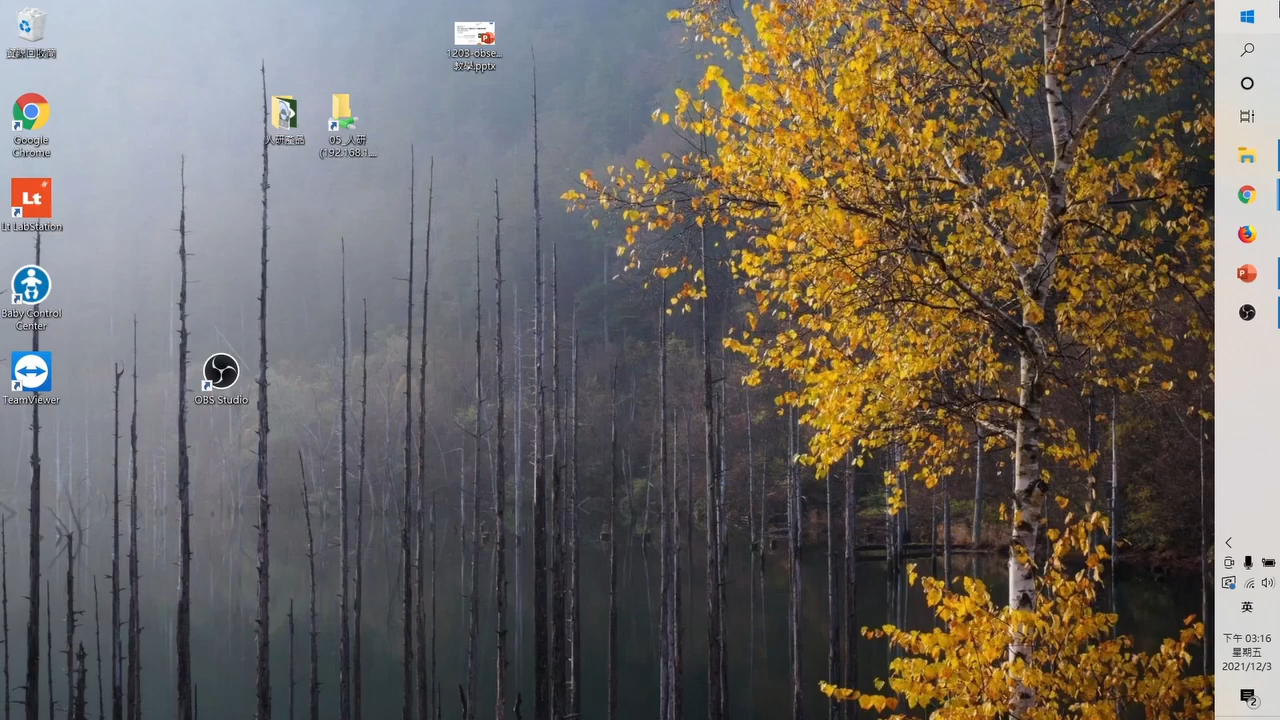 資源回收筒
Google
Chrome
Lt
Lt LabStation
Baby Control
Center
TeamViewer
OBS Studio
人研產品
05_人研
(192.168.1....
1203-obse...
教學.pptx
英
下午 03:16
星期五
2021/12/3
2